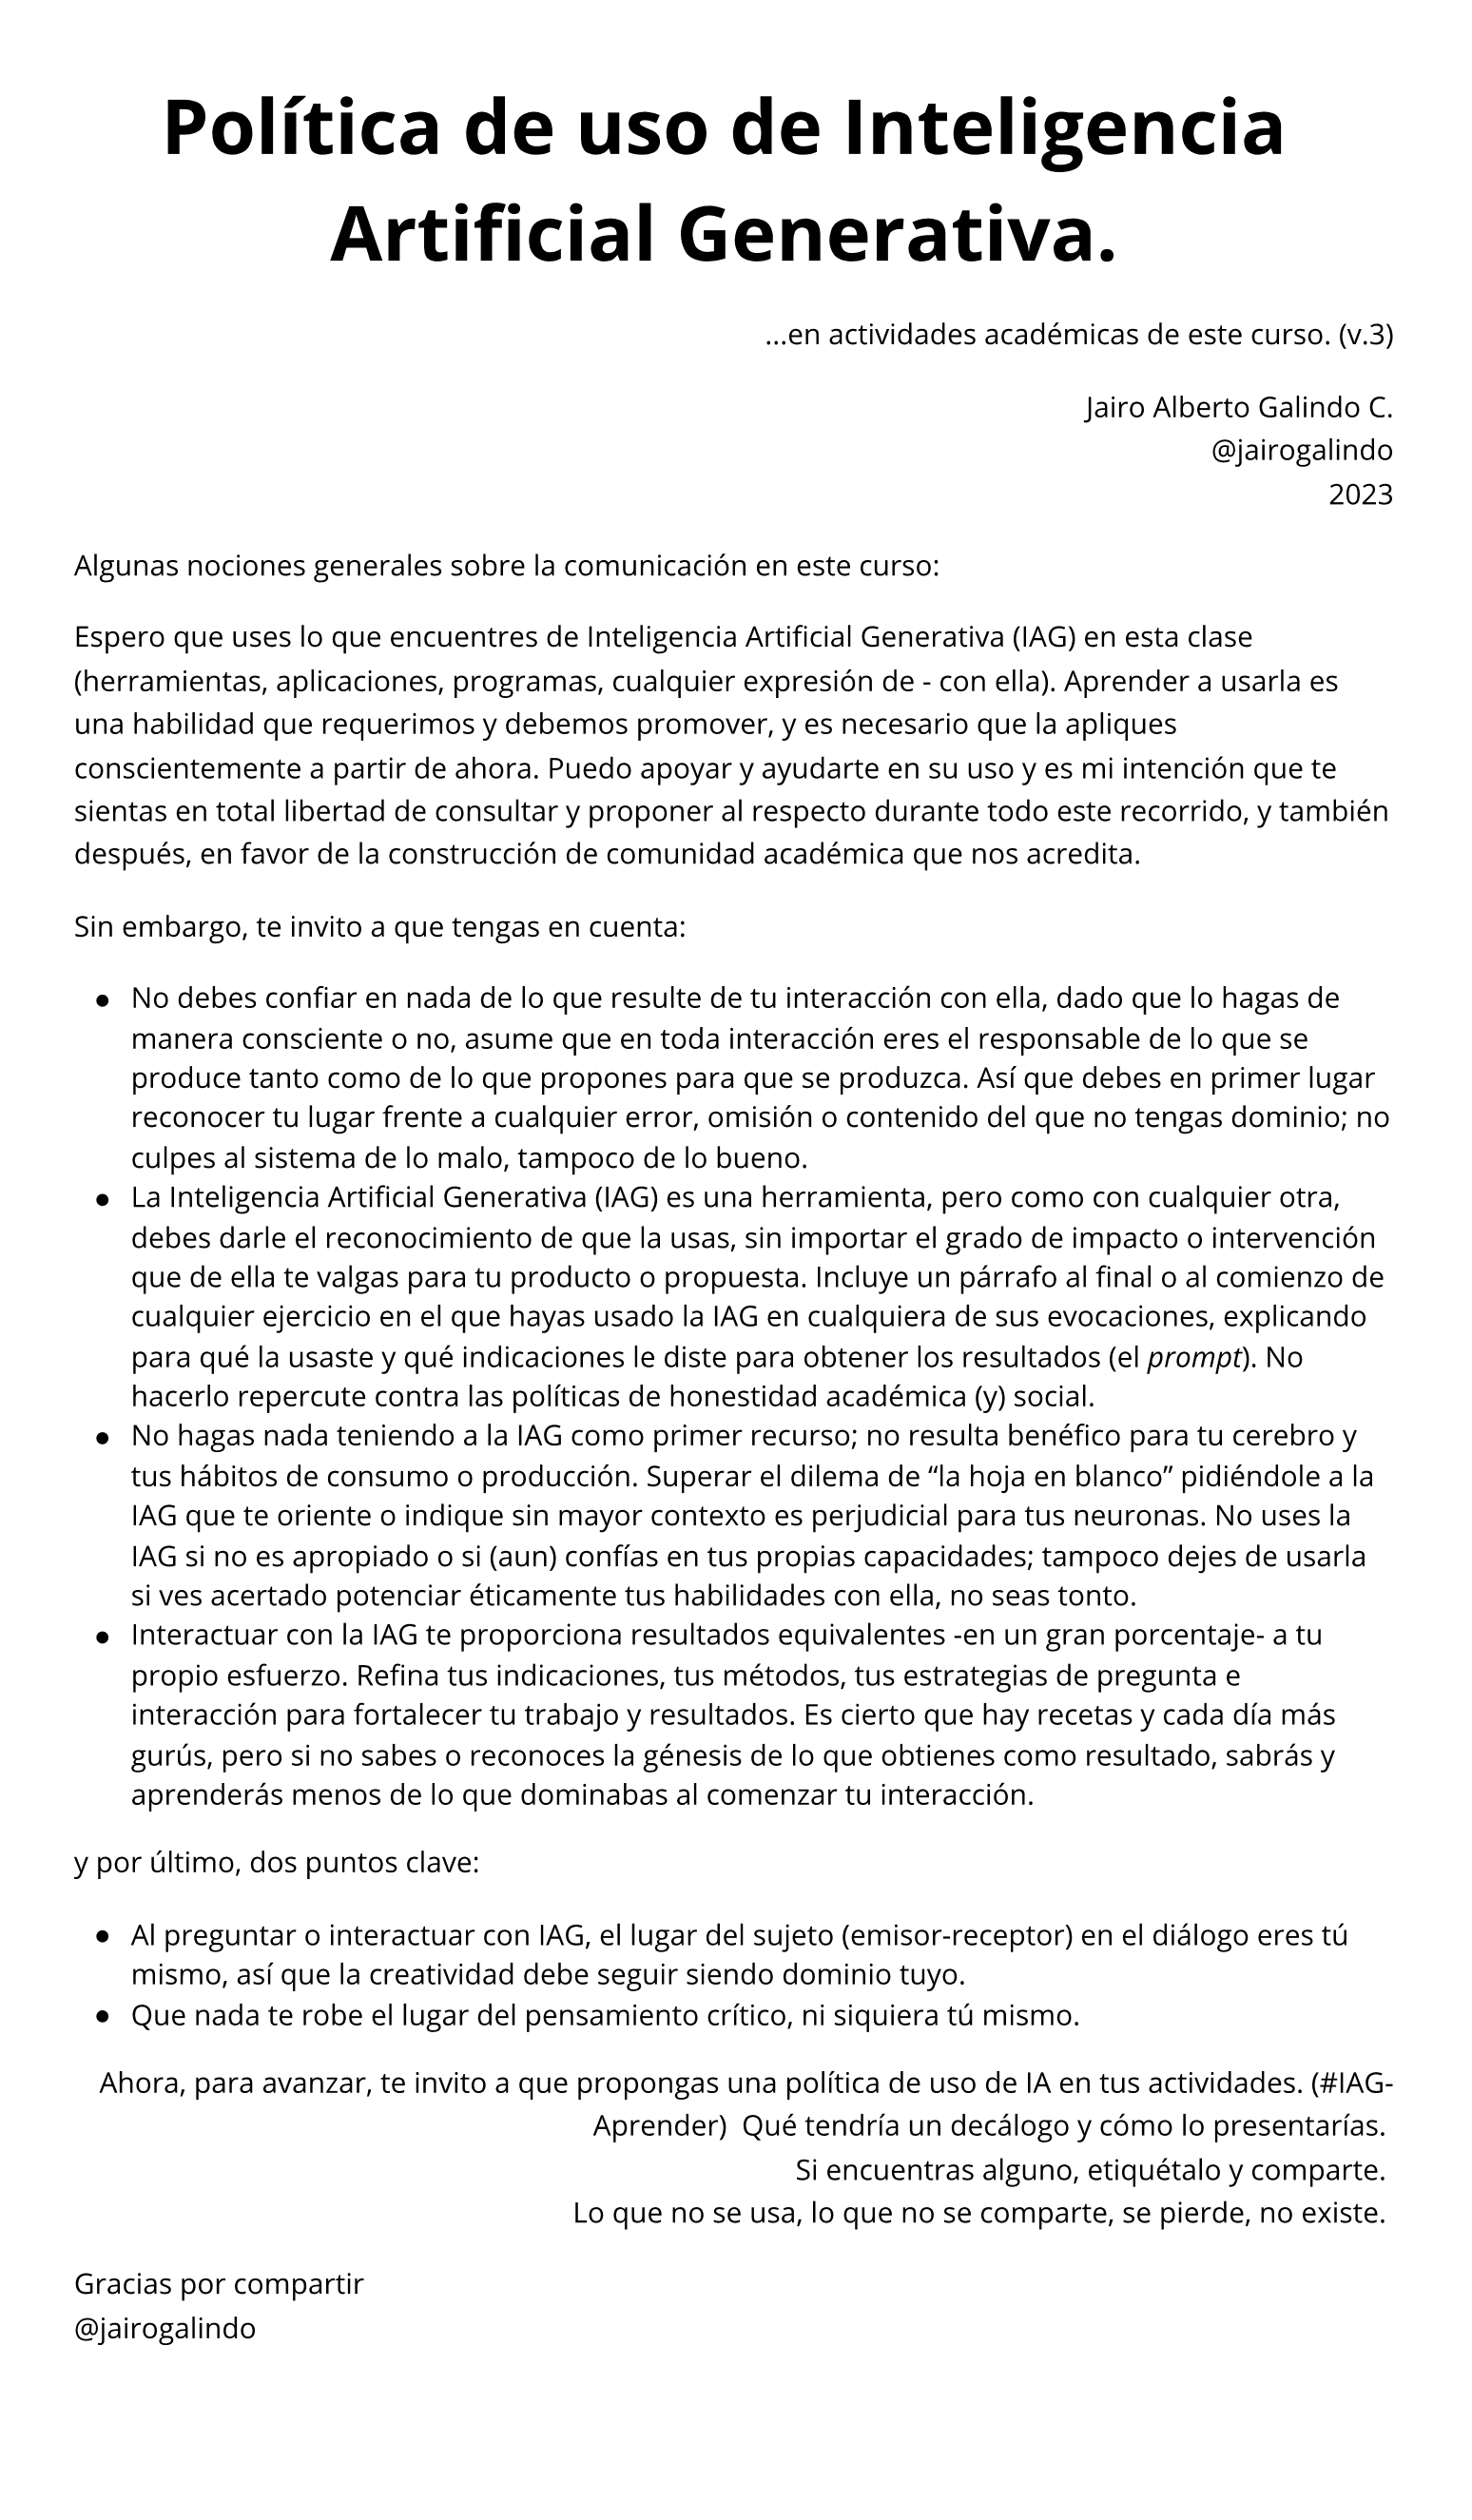 Política de uso de Inteligencia
Artificial Generativa.
...en actividades académicas de este curso. (v.3)
Jairo Alberto Galindo C.
@jairogalindo
2023
Algunas nociones generales sobre la comunicación en este curso:
Espero que uses lo que encuentres de Inteligencia Artificial Generativa (IAG) en esta clase
(herramientas, aplicaciones, programas, cualquier expresión de - con ella). Aprender a usarla es
una habilidad que requerimos y debemos promover, y es necesario que la apliques
conscientemente a partir de ahora. Puedo apoyar y ayudarte en su uso y es mi intención que te
sientas en total libertad de consultar y proponer al respecto durante todo este recorrido, y también
después, en favor de la construcción de comunidad académica que nos acredita.
Sin embargo, te invito a que tengas en cuenta:
● No debes confiar en nada de lo que resulte de tu interacción con ella, dado que lo hagas de
manera consciente o no, asume que en toda interacción eres el responsable de lo que se
produce tanto como de lo que propones para que se produzca. Así que debes en primer lugar
reconocer tu lugar frente a cualquier error, omisión o contenido del que no tengas dominio; no
culpes al sistema de lo malo, tampoco de lo bueno.
● La Inteligencia Artificial Generativa (IAG) es una herramienta, pero como con cualquier otra,
debes darle el reconocimiento de que la usas, sin importar el grado de impacto o intervención
que de ella te valgas para tu producto o propuesta. Incluye un párrafo al final o al comienzo de
cualquier ejercicio en el que hayas usado la IAG en cualquiera de sus evocaciones, explicando
para qué la usaste y qué indicaciones le diste para obtener los resultados (el prompt). No
hacerlo repercute contra las políticas de honestidad académica (y) social.
● No hagas nada teniendo a la IAG como primer recurso; no resulta benéfico para tu cerebro y
tus hábitos de consumo o producción. Superar el dilema de “la hoja en blanco” pidiéndole a la
IAG que te oriente o indique sin mayor contexto es perjudicial para tus neuronas. No uses la
IAG si no es apropiado o si (aun) confías en tus propias capacidades; tampoco dejes de usarla
si ves acertado potenciar éticamente tus habilidades con ella, no seas tonto.
● Interactuar con la IAG te proporciona resultados equivalentes -en un gran porcentaje- a tu
propio esfuerzo. Refina tus indicaciones, tus métodos, tus estrategias de pregunta e
interacción para fortalecer tu trabajo y resultados. Es cierto que hay recetas y cada día más
gurús, pero si no sabes o reconoces la génesis de lo que obtienes como resultado, sabrás y
aprenderás menos de lo que dominabas al comenzar tu interacción.
y por último, dos puntos clave:
● Al preguntar o interactuar con IAG, el lugar del sujeto (emisor-receptor) en el diálogo eres tú
mismo, así que la creatividad debe seguir siendo dominio tuyo.
● Que nada te robe el lugar del pensamiento crítico, ni siquiera tú mismo.
Ahora, para avanzar, te invito a que propongas una política de uso de IA en tus actividades. (#IAG-
Aprender)  Qué tendría un decálogo y cómo lo presentarías.
Si encuentras alguno, etiquétalo y comparte.
Lo que no se usa, lo que no se comparte, se pierde, no existe.
Gracias por compartir
@jairogalindo